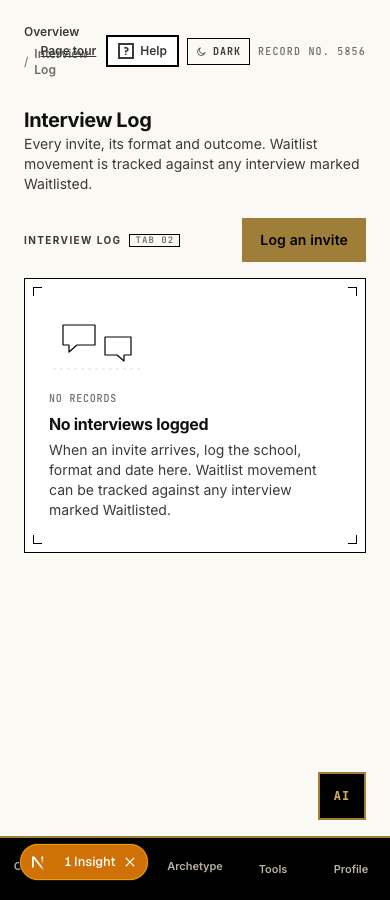 Overview
/ Interview
Log
Page tour
? Help
DARK
RECORD NO. 5856
Interview Log
Every invite, its format and outcome. Waitlist
movement is tracked against any interview marked
Waitlisted.
INTERVIEW LOG TAB 02
Log an invite
NO RECORDS
No interviews logged
When an invite arrives, log the school,
format and date here. Waitlist movement
can be tracked against any interview
marked Waitlisted.
AI
N 1 Insight
Archetype
Tools
Profile